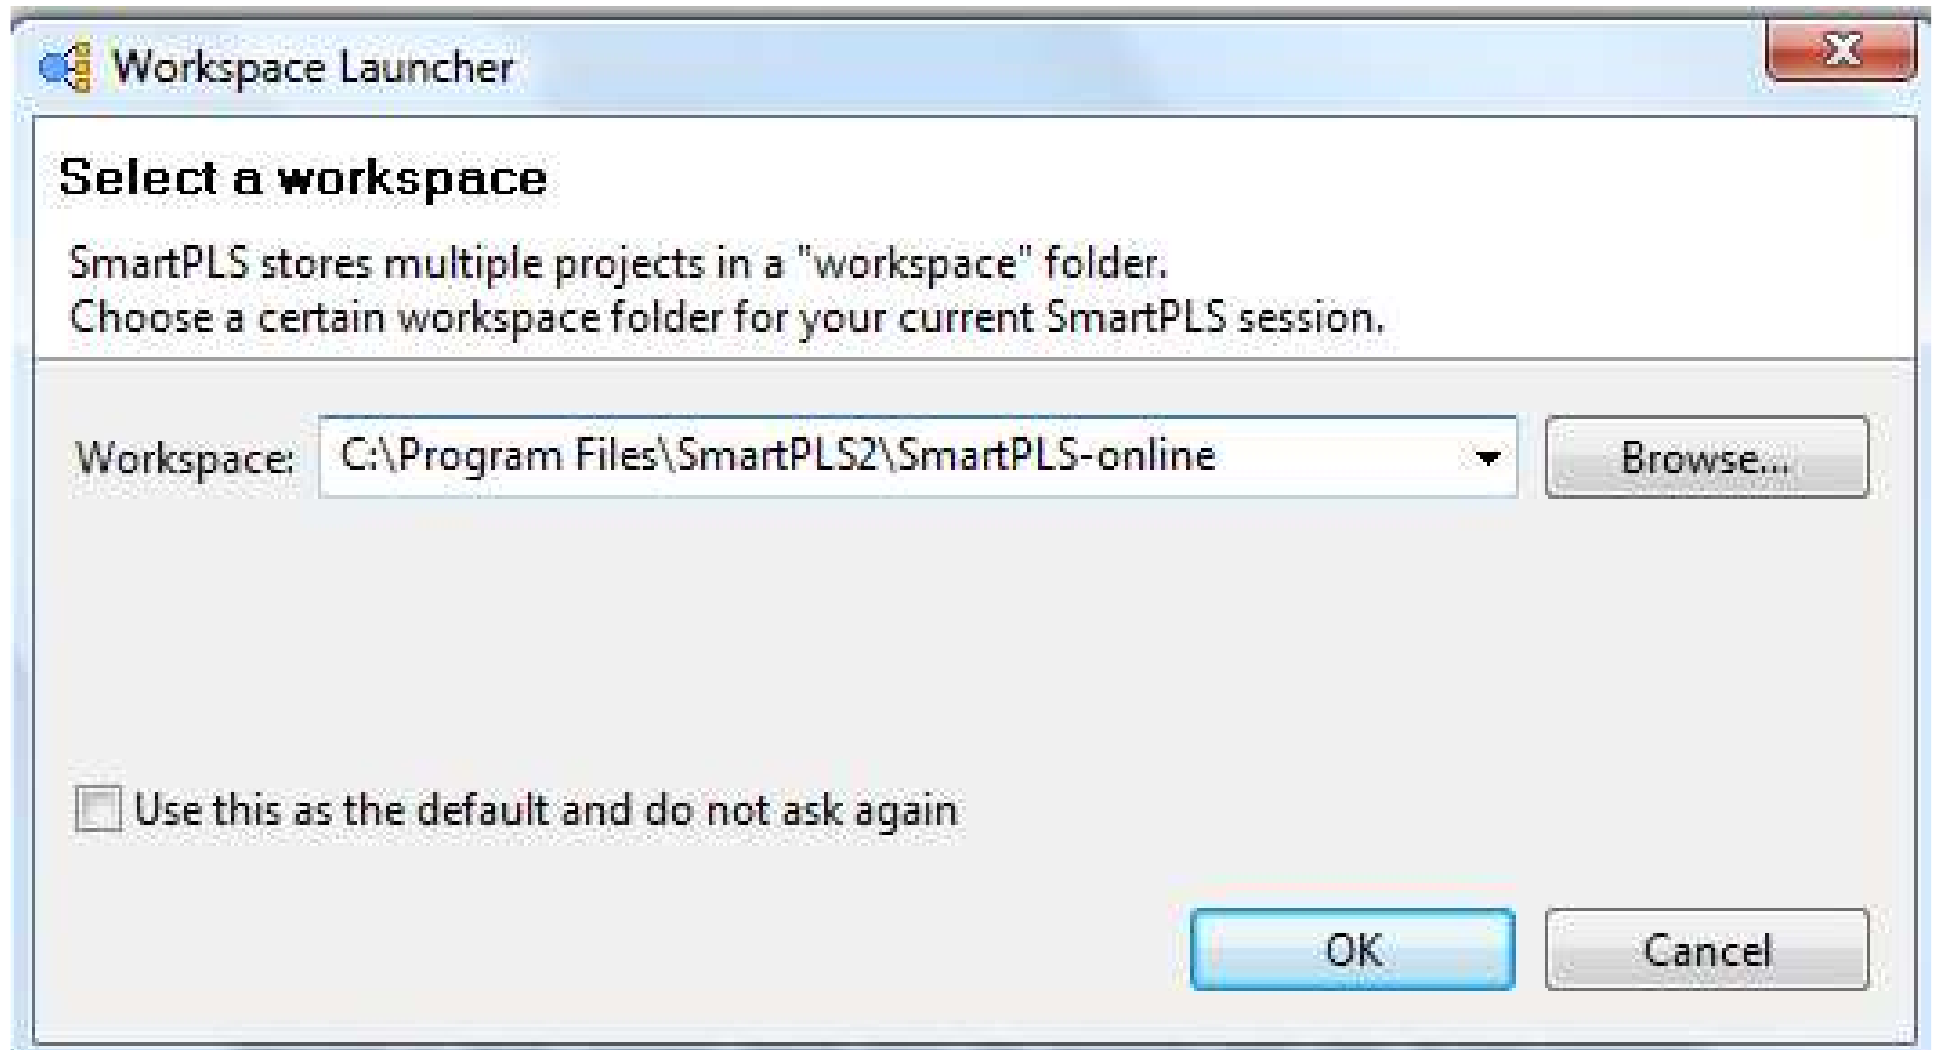 Workspace Launcher
Select a workspace
SmartPLS stores multiple projects in a "workspace" folder.
Choose a certain workspace folder for your current SmartPLS session.
Workspace: C:\Program Files\SmartPLS2\SmartPLS-online Browse...
Use this as the default and do not ask again
OK Cancel